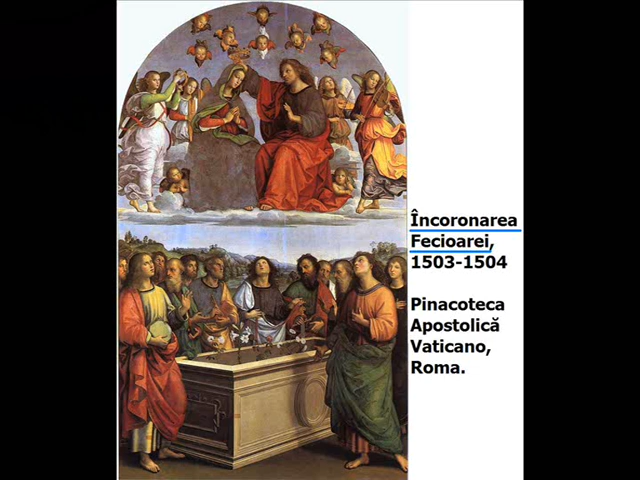 Încoronarea
Fecioarei,
1503-1504
Pinacoteca
Apostolică
Vaticano,
Roma.